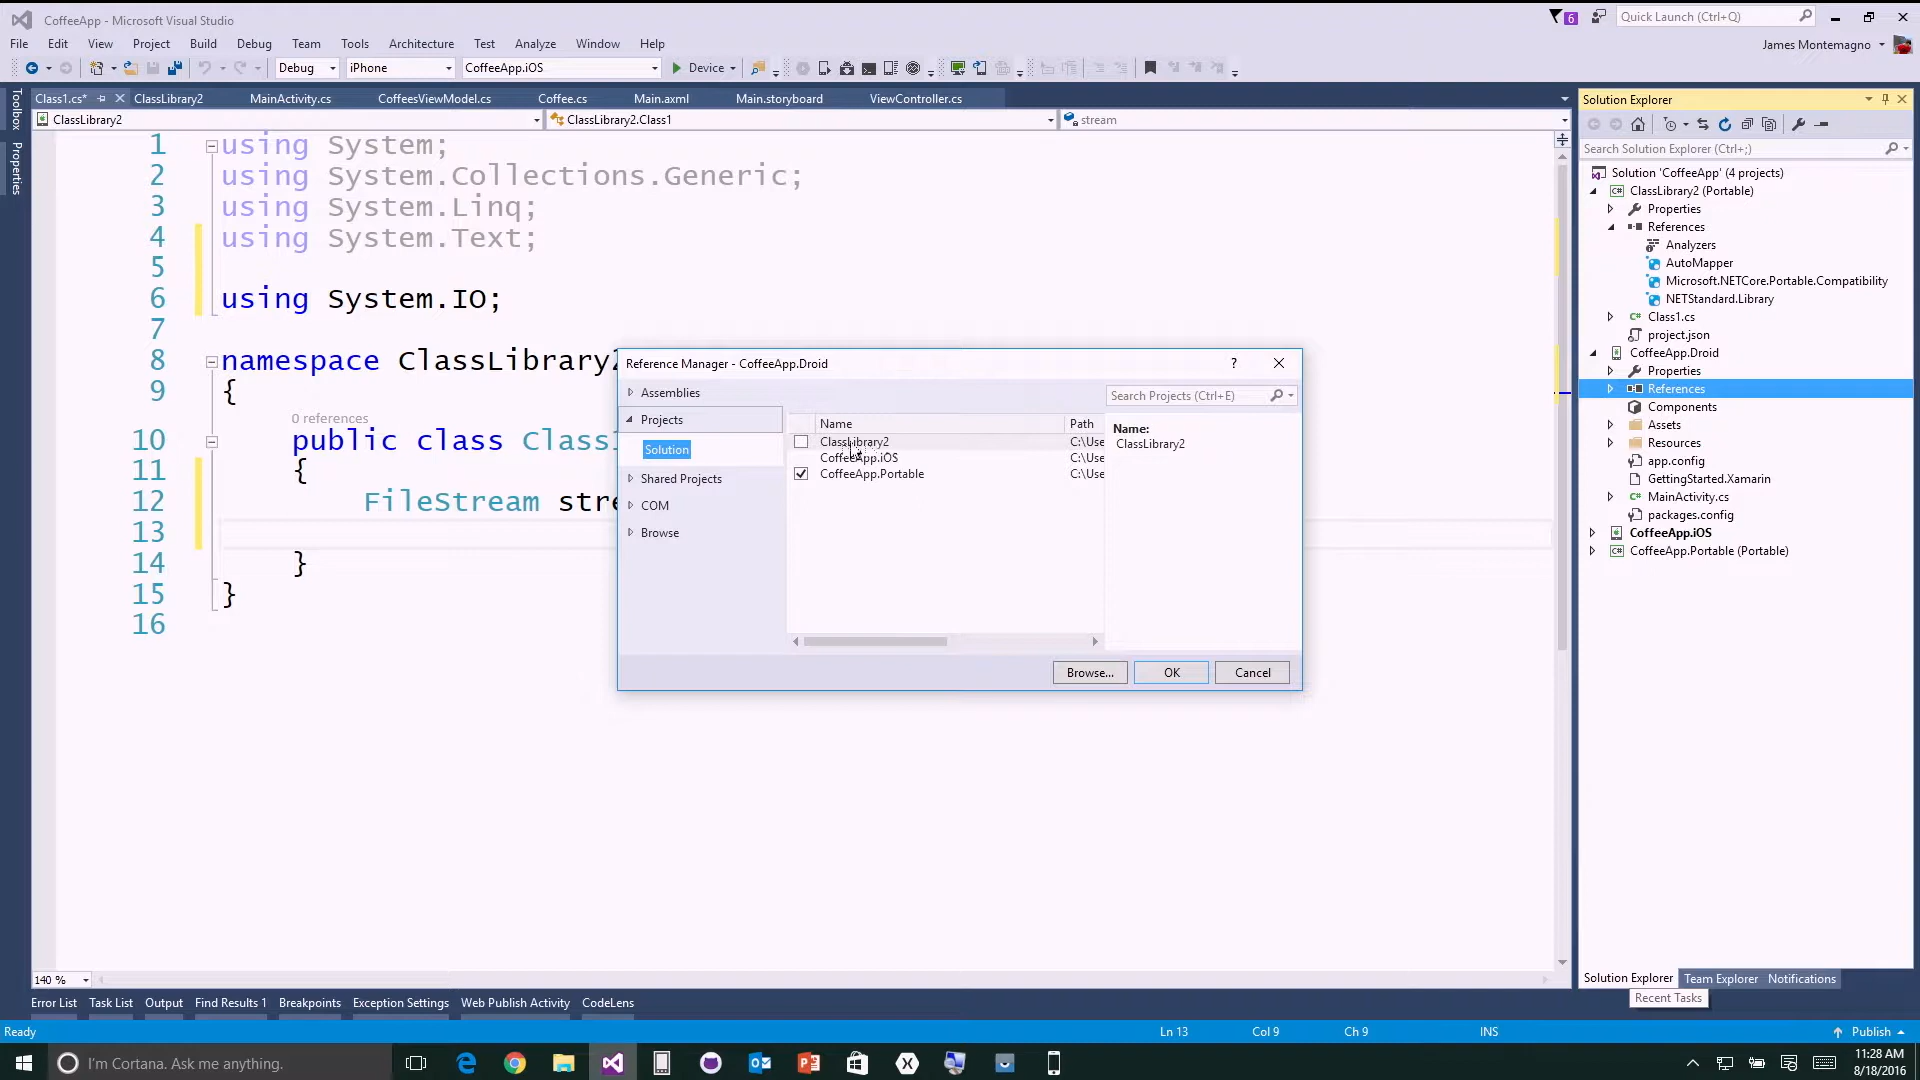 CoffeeApp - Microsoft Visual Studio
6
Quick Launch (Ctrl+Q)
File Edit View Project Build Debug Team Tools Architecture Test Analyze Window Help
James Montemagno
Debug iPhone CoffeeApp.iOS Device
Toolbox
Properties
Class1.cs* ClassLibrary2 MainActivity.cs CoffeesViewModel.cs Coffee.cs Main.axml Main.storyboard ViewController.cs
ClassLibrary2 ClassLibrary2.Class1 stream
1 using System;
2 using System.Collections.Generic;
3 using System.Linq;
4 using System.Text;
5
6 using System.IO;
7
8 namespace ClassLibrary2
9 {
0 references
10 public class Class1
11 {
12 FileStream stre
13
14 }
15 }
16
Reference Manager - CoffeeApp.Droid
?
Assemblies
Projects
Solution
Shared Projects
COM
Browse
Search Projects (Ctrl+E)
Name Path
ClassLibrary2 C:\Use
CoffeeApp.iOS C:\Use
CoffeeApp.Portable C:\Use
Name:
ClassLibrary2
Browse... OK Cancel
Solution Explorer
Search Solution Explorer (Ctrl+;)
Solution 'CoffeeApp' (4 projects)
ClassLibrary2 (Portable)
Properties
References
Analyzers
AutoMapper
Microsoft.NETCore.Portable.Compatibility
NETStandard.Library
C# Class1.cs
project.json
CoffeeApp.Droid
Properties
References
Components
Assets
Resources
app.config
GettingStarted.Xamarin
C# MainActivity.cs
packages.config
CoffeeApp.iOS
C# CoffeeApp.Portable (Portable)
140 %
Solution Explorer Team Explorer Notifications
Recent Tasks
Error List Task List Output Find Results 1 Breakpoints Exception Settings Web Publish Activity CodeLens
Ready Ln 13 Col 9 Ch 9 INS Publish
I'm Cortana. Ask me anything.
11:28 AM
8/18/2016